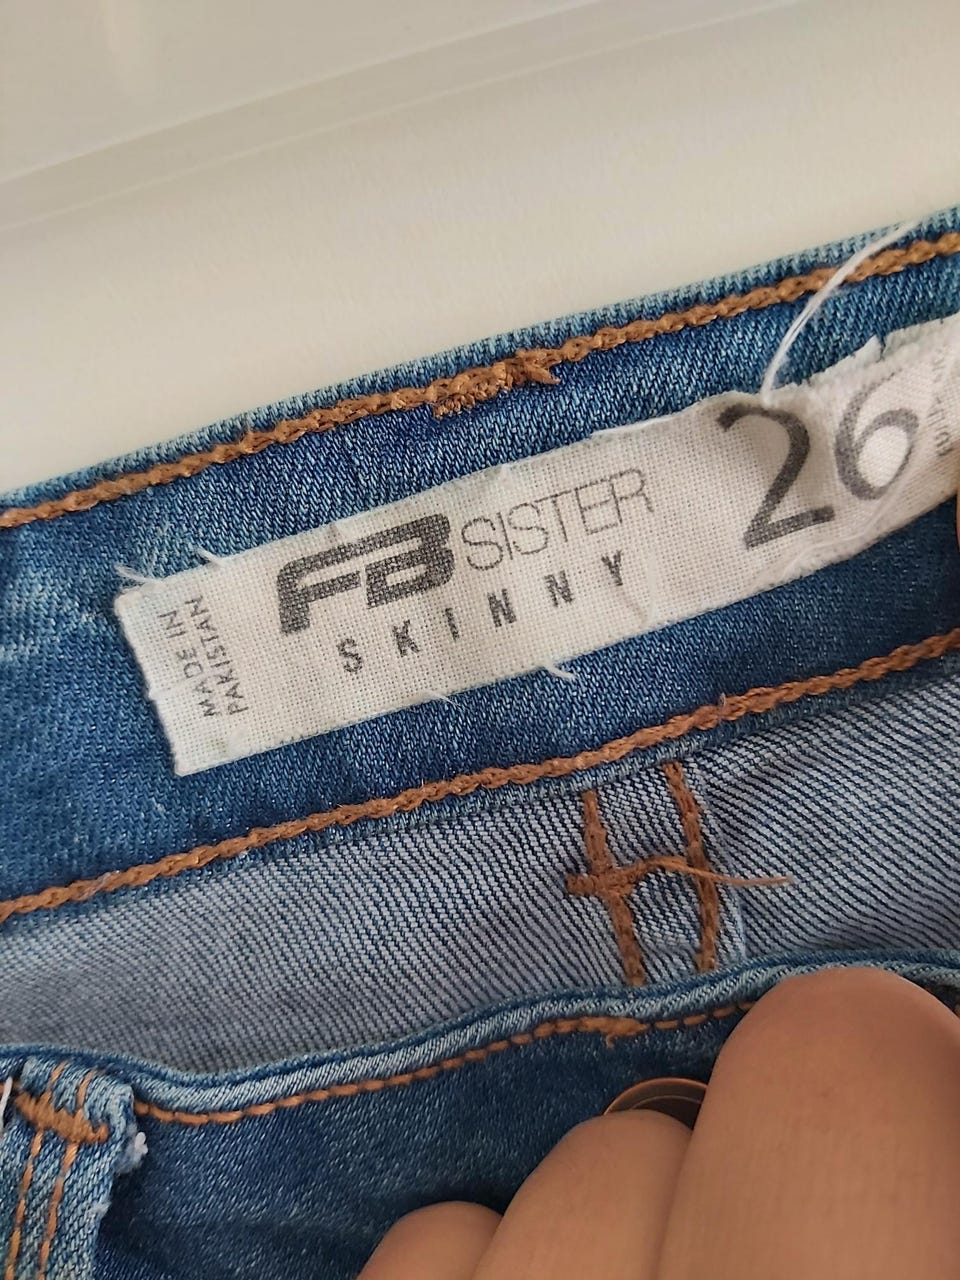 MADE IN
PAKISTAN
FB SISTER
SKINNY
26